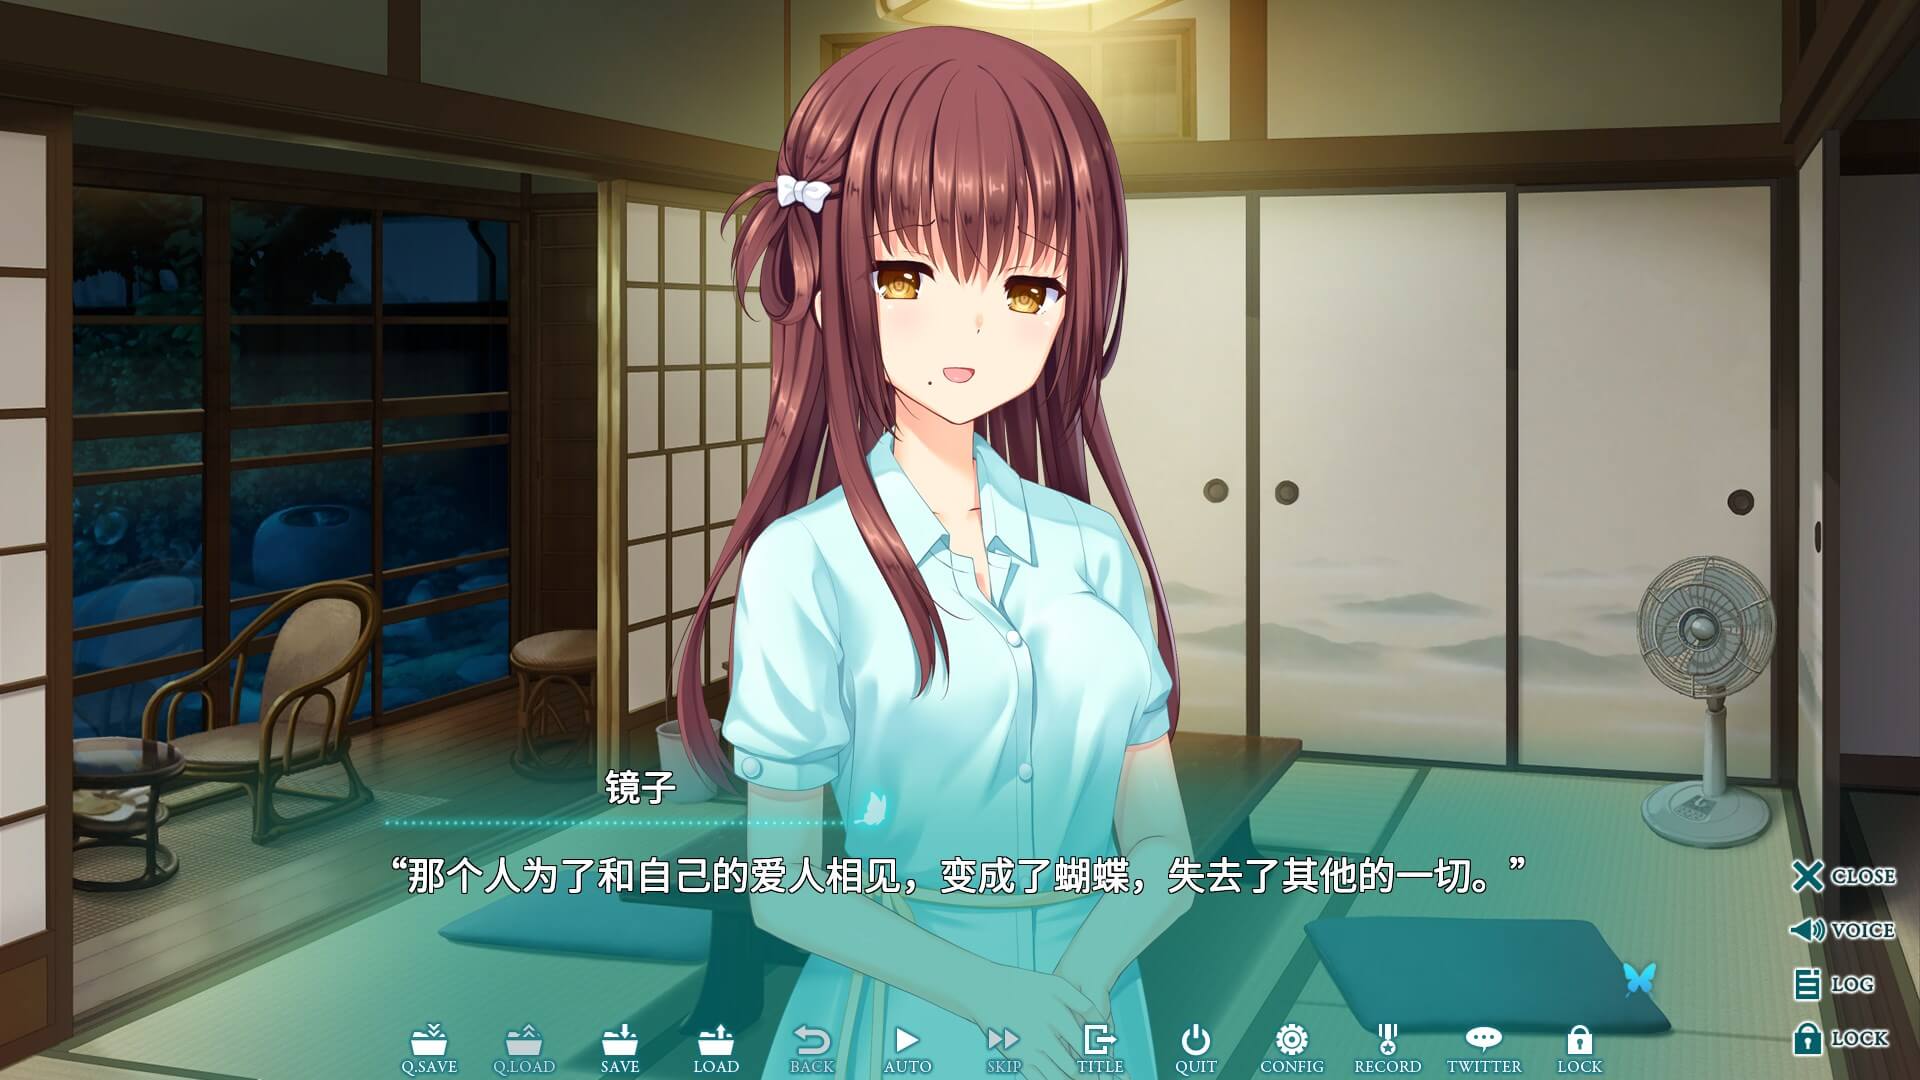 镜子
“那个人为了和自己的爱人相见，变成了蝴蝶，失去了其他的一切。”
CLOSE
VOICE
LOG
LOCK
Q.SAVE
Q.LOAD
SAVE
LOAD
BACK
AUTO
SKIP
TITLE
QUIT
CONFIG
RECORD
TWITTER
LOCK